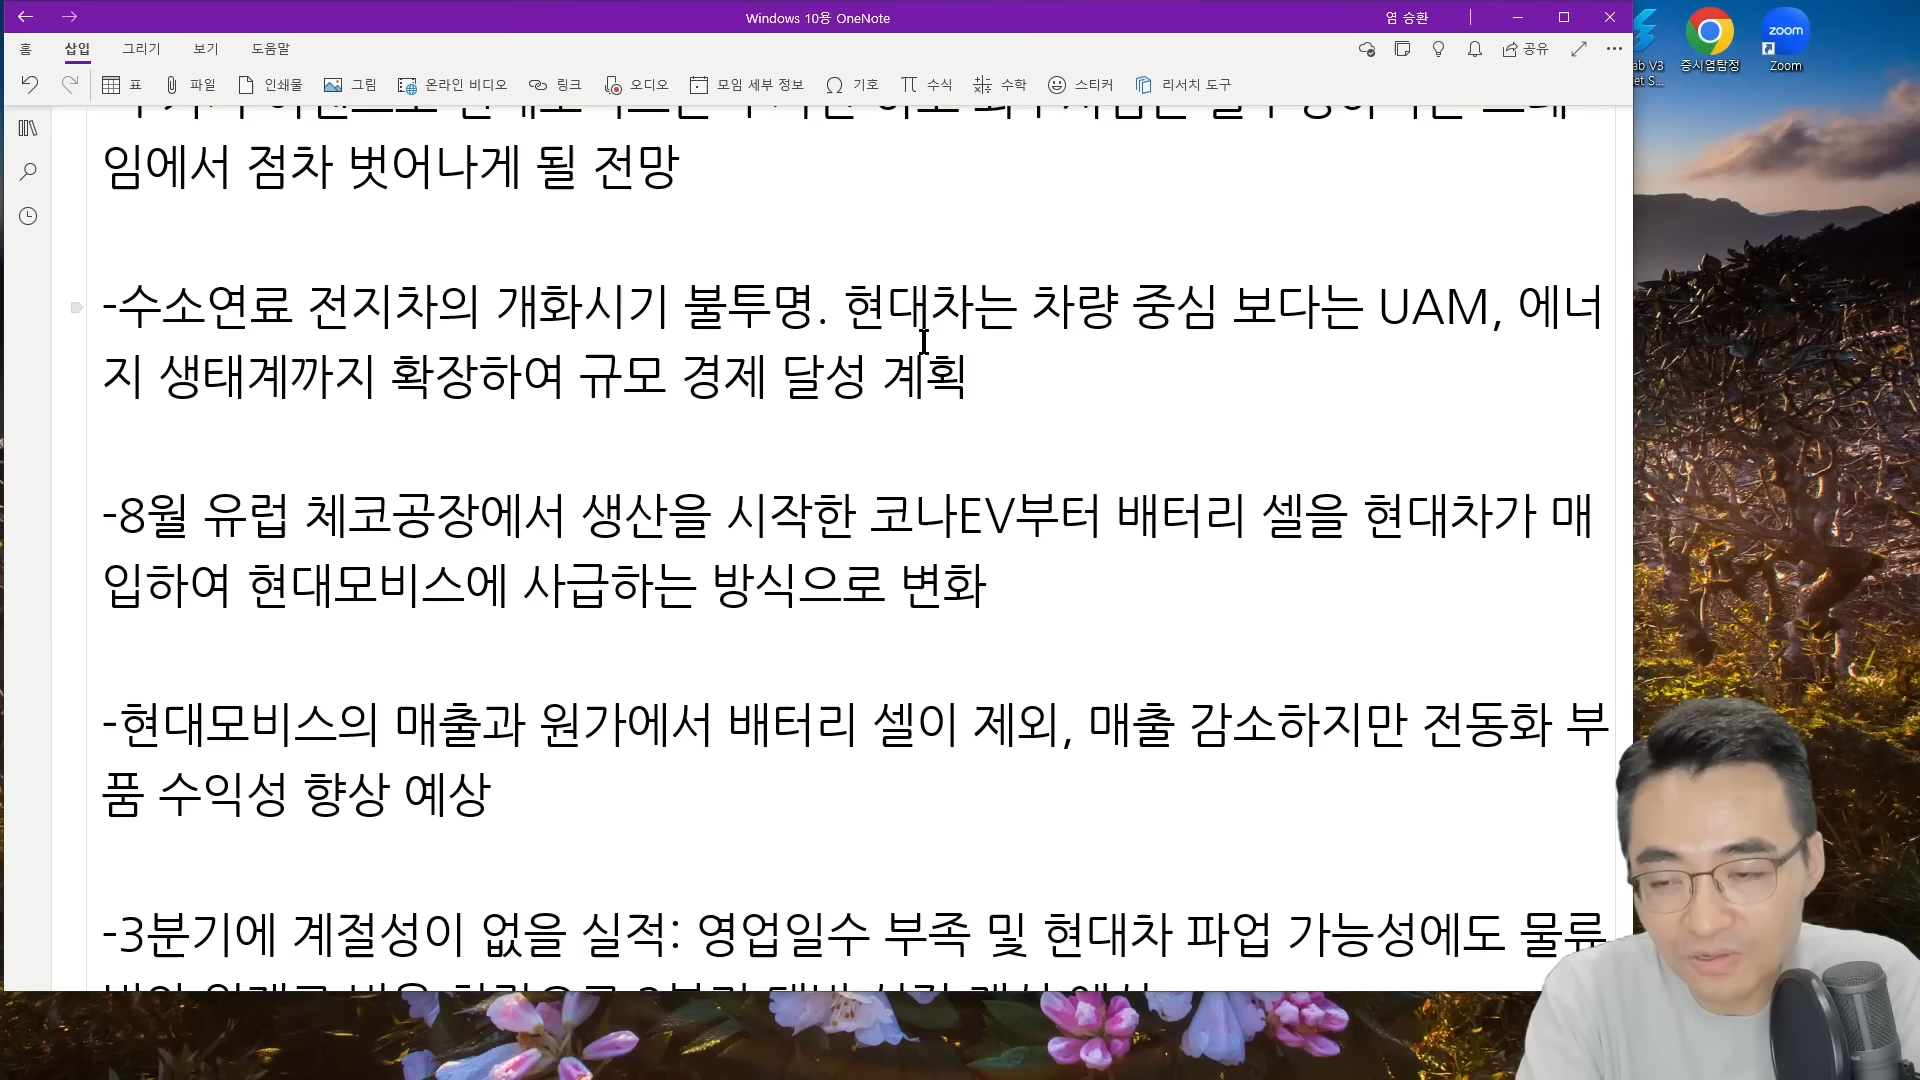 Windows 10용 OneNote
염 승환
홈 삽입 그리기 보기 도움말
공유
표 파일 인쇄물 그림 온라인 비디오 링크 오디오 모임 세부 정보 기호 수식 수학 스티커 리서치 도구
임에서 점차 벗어나게 될 전망
-수소연료 전지차의 개화시기 불투명. 현대차는 차량 중심 보다는 UAM, 에너
지 생태계까지 확장하여 규모 경제 달성 계획
-8월 유럽 체코공장에서 생산을 시작한 코나EV부터 배터리 셀을 현대차가 매
입하여 현대모비스에 사급하는 방식으로 변화
-현대모비스의 매출과 원가에서 배터리 셀이 제외, 매출 감소하지만 전동화 부
품 수익성 향상 예상
-3분기에 계절성이 없을 실적: 영업일수 부족 및 현대차 파업 가능성에도 물류
ab V3
et S...
증시염탐정
zoom
Zoom